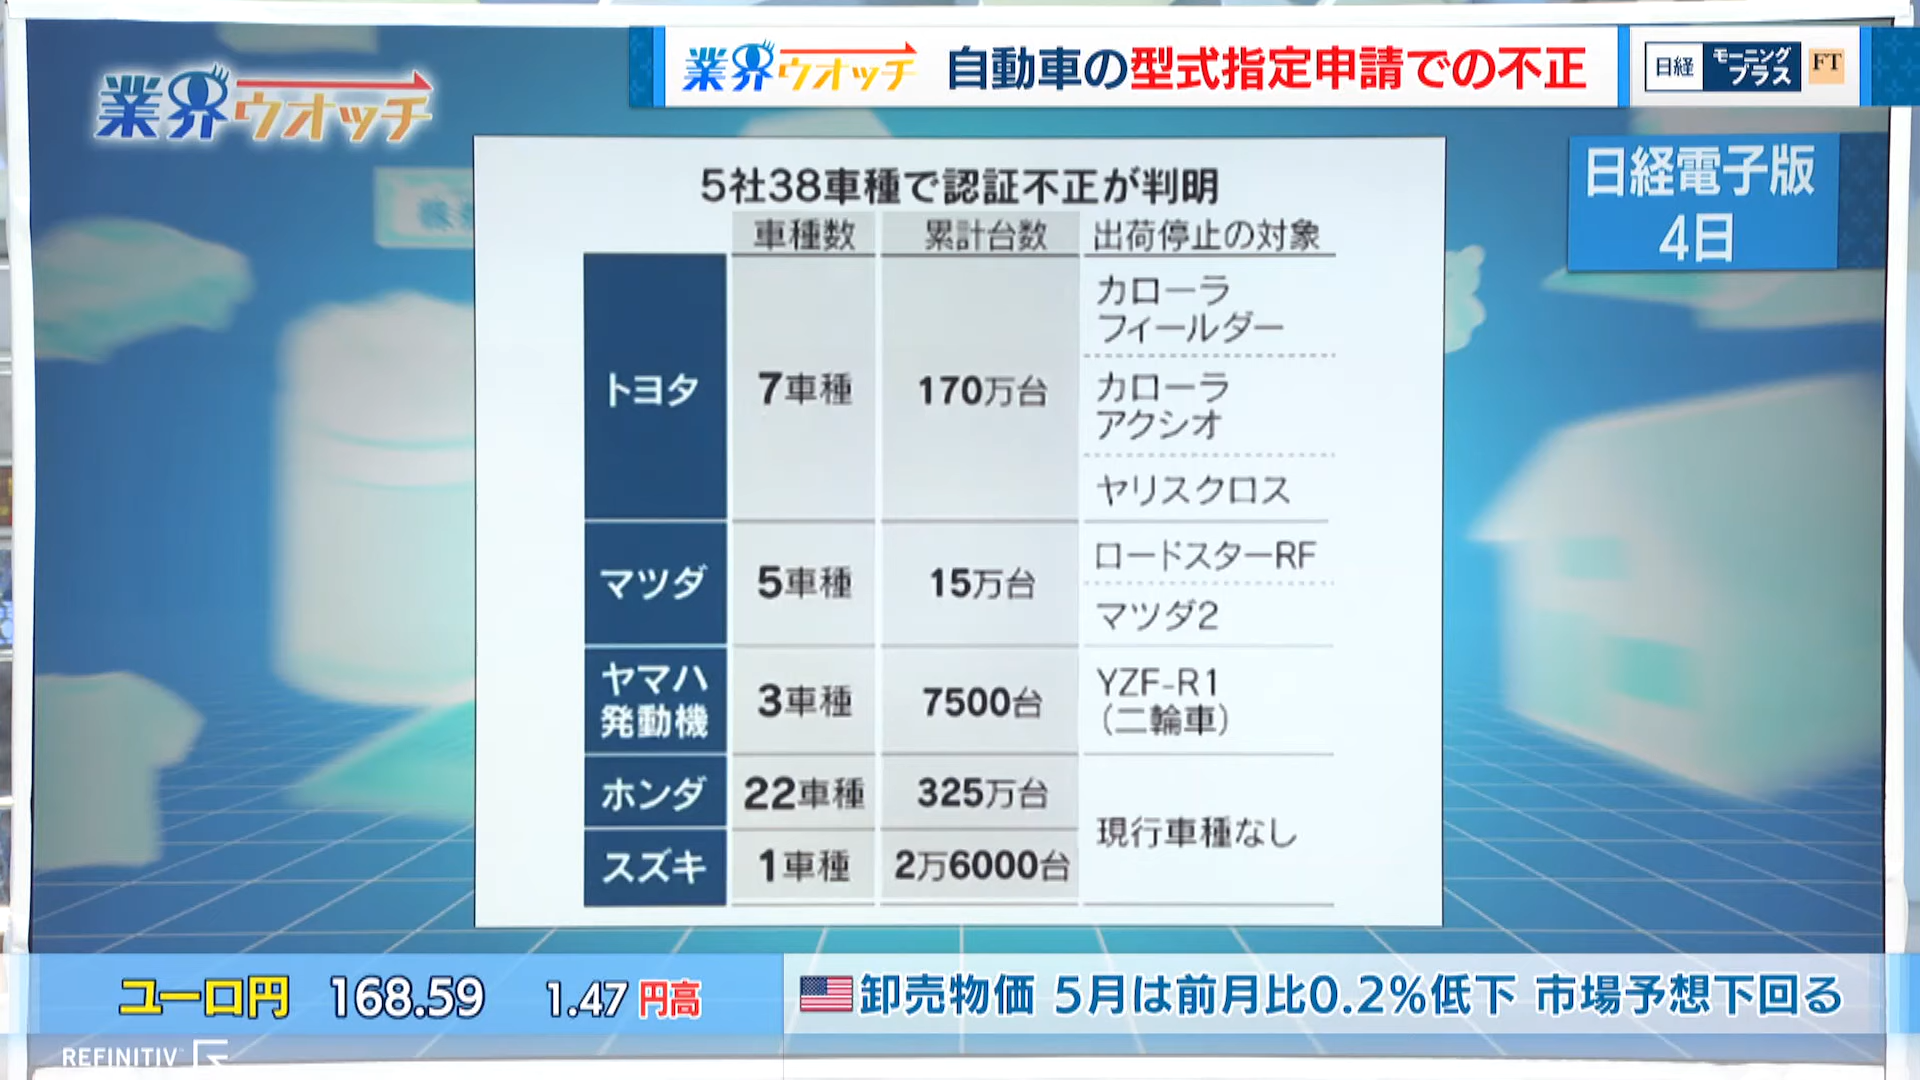 業界ウオッチ
業界ウオッチ 自動車の型式指定申請での不正
日経 モーニングプラス FT
日経電子版
4日
5社38車種で認証不正が判明
車種数 累計台数 出荷停止の対象
トヨタ 7車種 170万台
カローラ
フィールダー
カローラ
アクシオ
ヤリスクロス
マツダ 5車種 15万台
ロードスターRF
マツダ2
ヤマハ
発動機
3車種 7500台
YZF-R1
（二輪車）
ホンダ 22車種 325万台
スズキ 1車種 2万6000台
現行車種なし
ユーロ円 168.59 1.47 円高
卸売物価 5月は前月比0.2%低下 市場予想下回る
REFINITIV